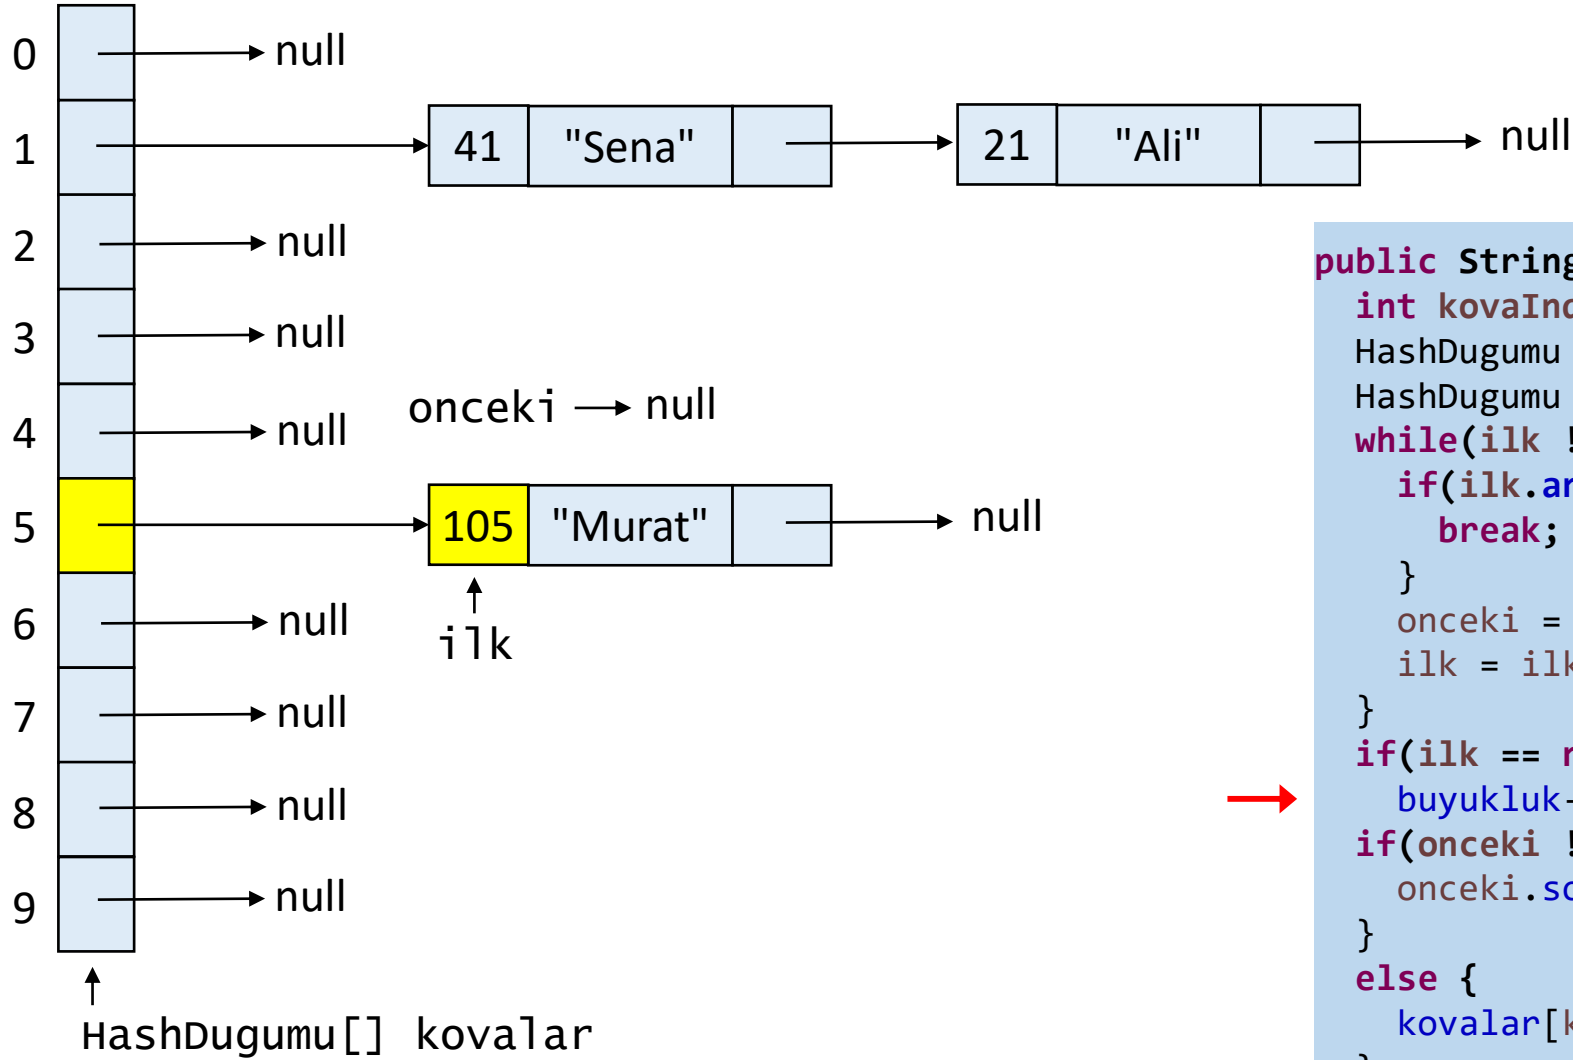 0 null
1 41 "Sena" 21 "Ali" null
2 null
3 null
4 null
onceki null
5 105 "Murat" null
ilk
6 null
7 null
8 null
9 null
HashDugumu[] kovalar
public String
int kovaInd
HashDugumu
HashDugumu
while(ilk !
if(ilk.an
break;
}
onceki =
ilk = ilk
}
if(ilk == n
buyukluk-
if(onceki !
onceki.so
}
else {
kovalar[k
}